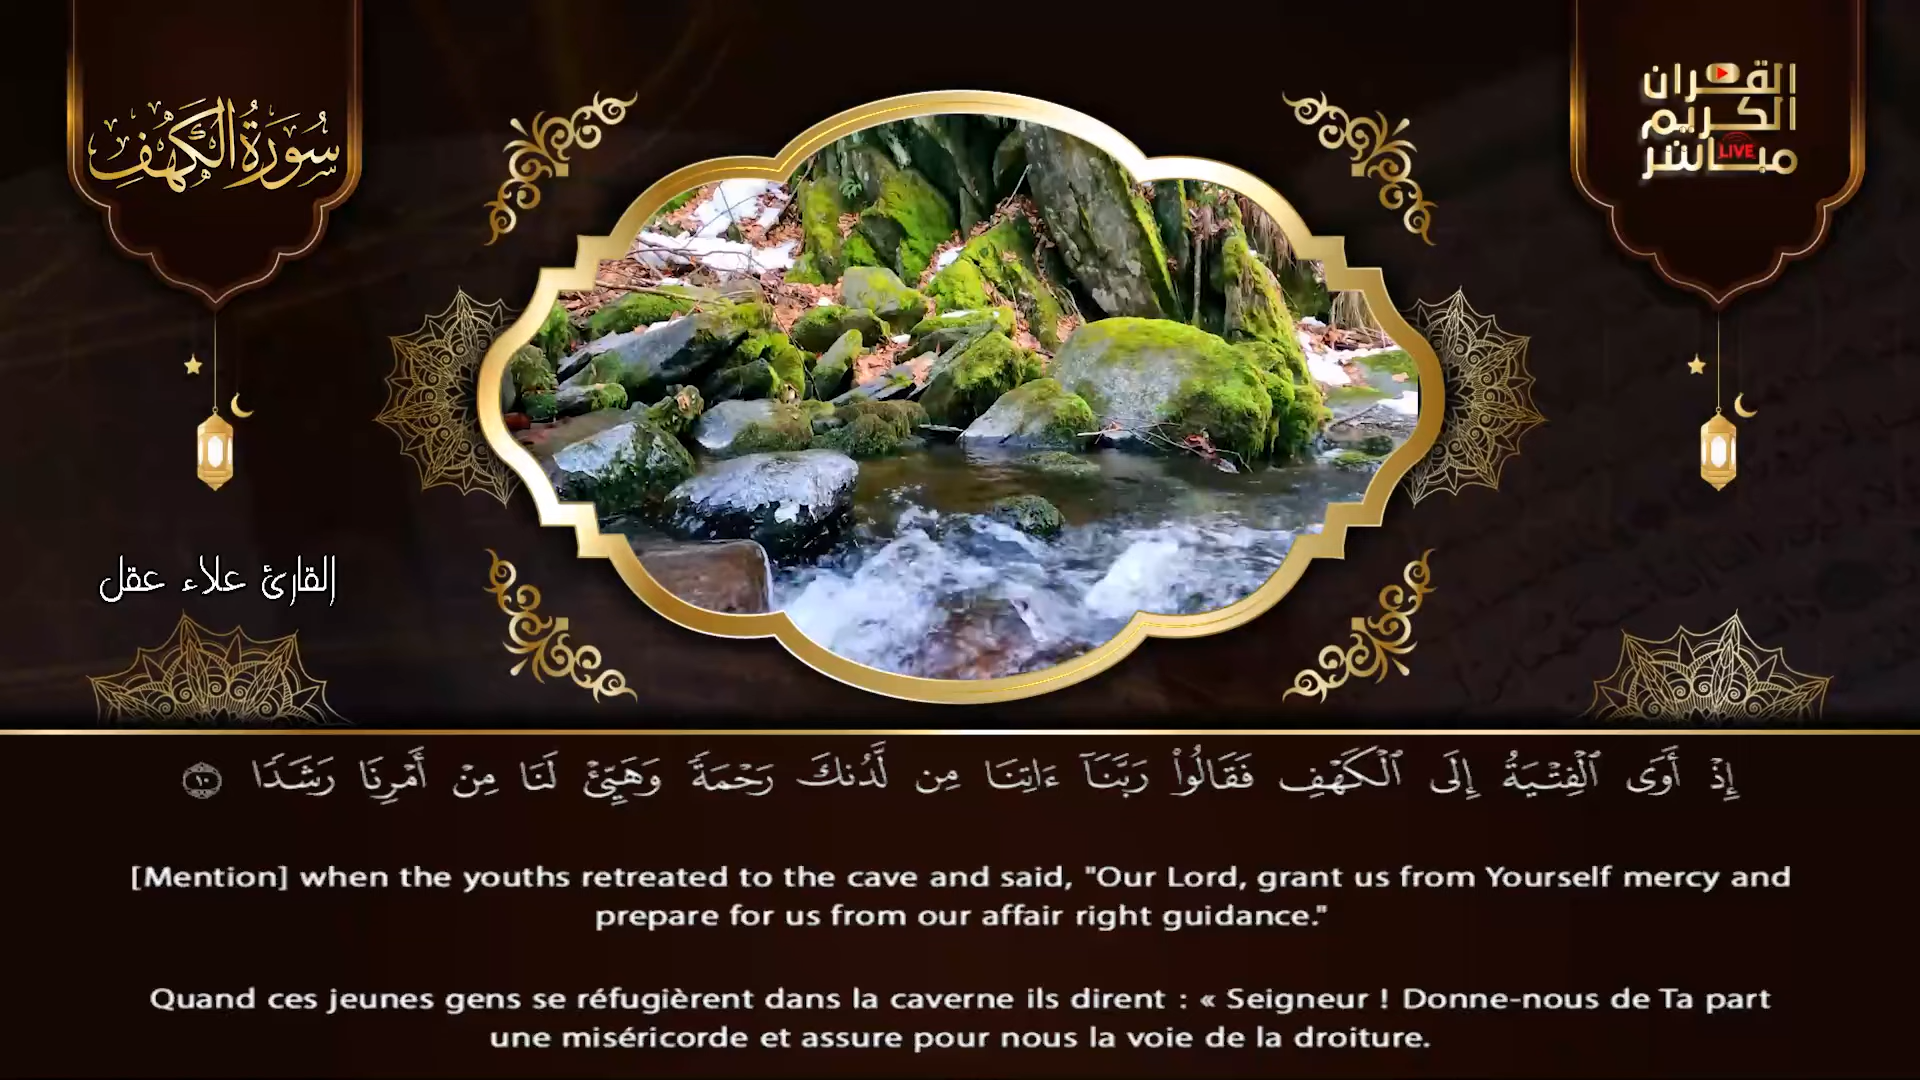 سُورَةُ الكَهْفِ
القرآن
الكريم
مباشر
LIVE
القارئ علاء عقل
إِذْ أَوَى ٱلْفِتْيَةُ إِلَى ٱلْكَهْفِ فَقَالُوا۟ رَبَّنَآ ءَاتِنَا مِن لَّدُنكَ رَحْمَةً وَهَيِّئْ لَنَا مِنْ أَمْرِنَا رَشَدًا ١٠
[Mention] when the youths retreated to the cave and said, "Our Lord, grant us from Yourself mercy and
prepare for us from our affair right guidance."
Quand ces jeunes gens se réfugièrent dans la caverne ils dirent : « Seigneur ! Donne-nous de Ta part
une miséricorde et assure pour nous la voie de la droiture.